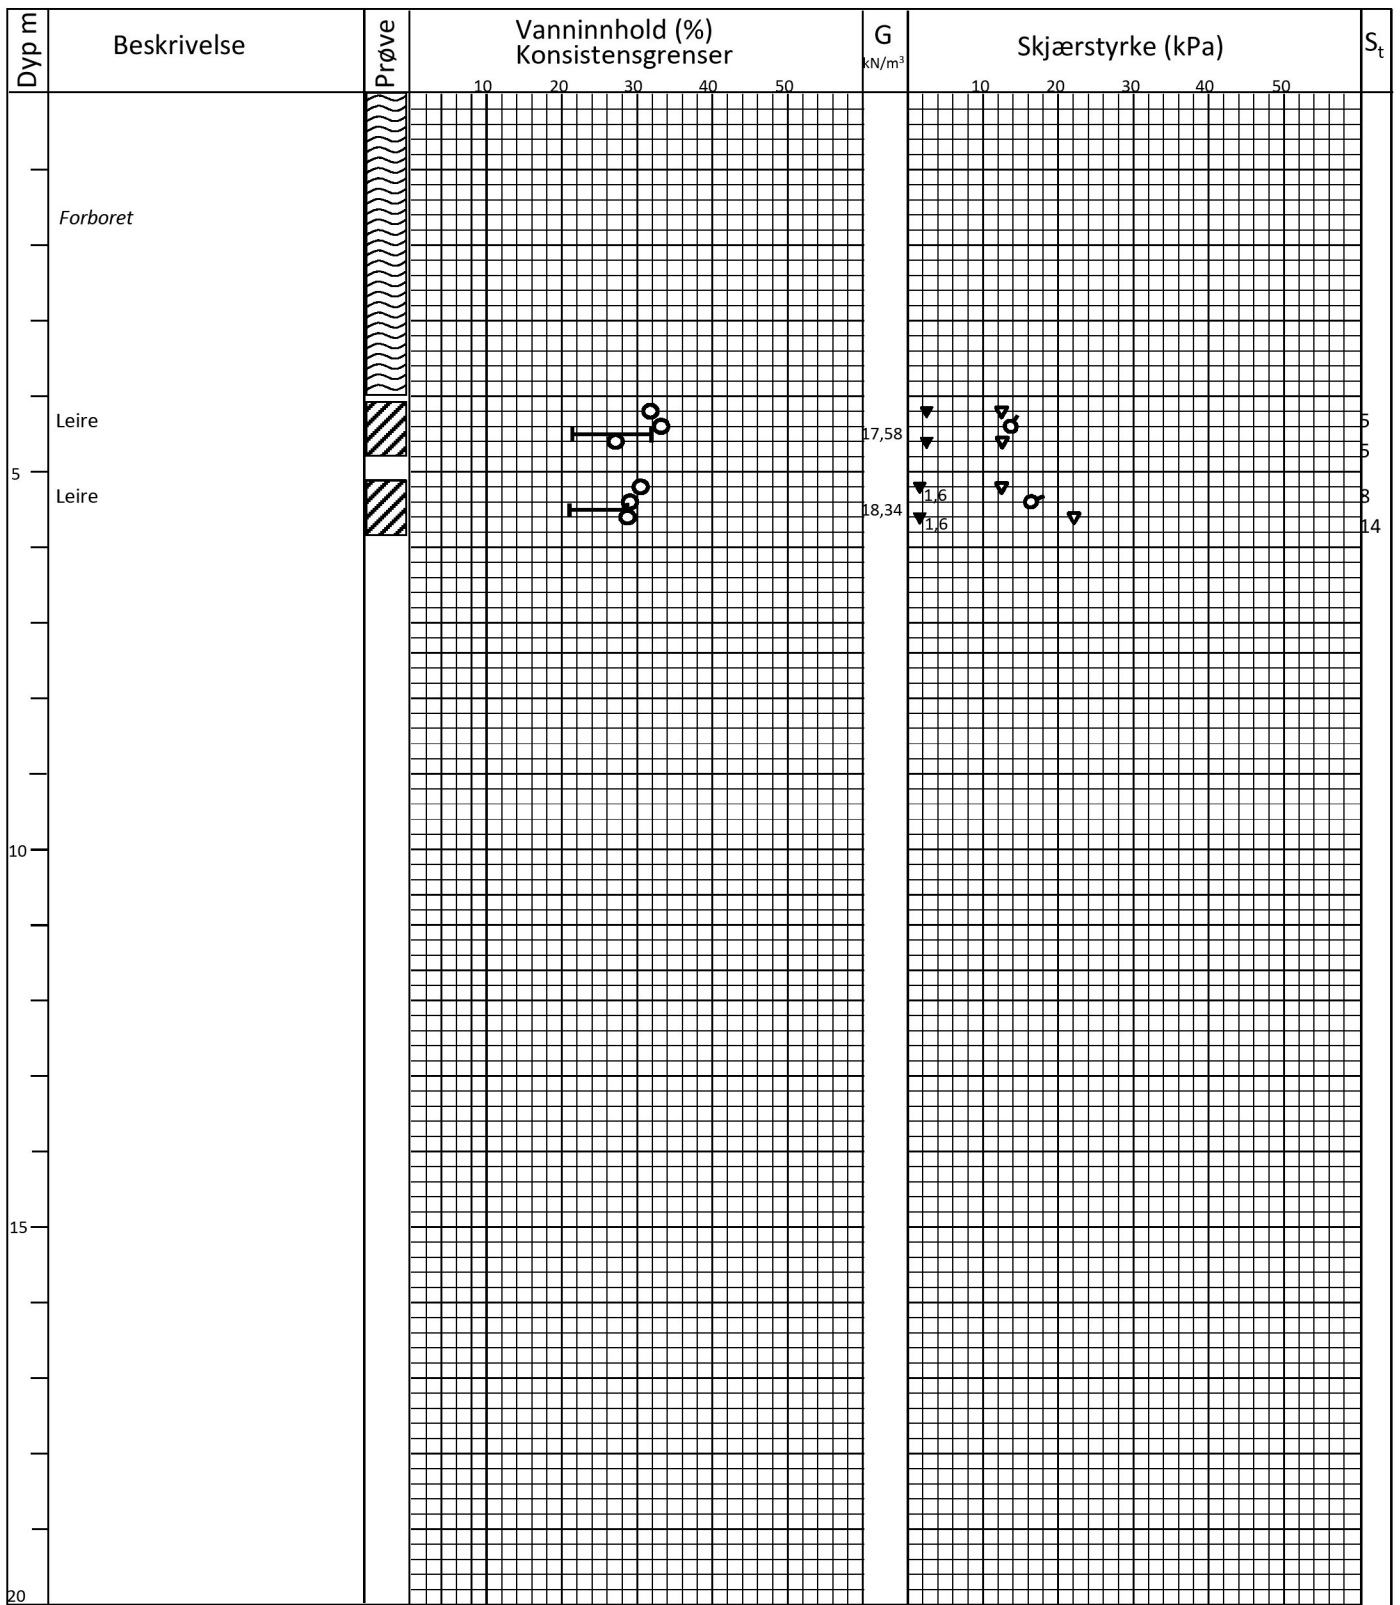 Dyp m
Beskrivelse
Prøve
Vanninnhold (%)
Konsistensgrenser
G
kN/m³
Skjærstyrke (kPa)
St
10 20 30 40 50
10 20 30 40 50
Forboret
Leire
17,58
5
5
5
Leire
18,34
1,6
1,6
8
14
10
15
20